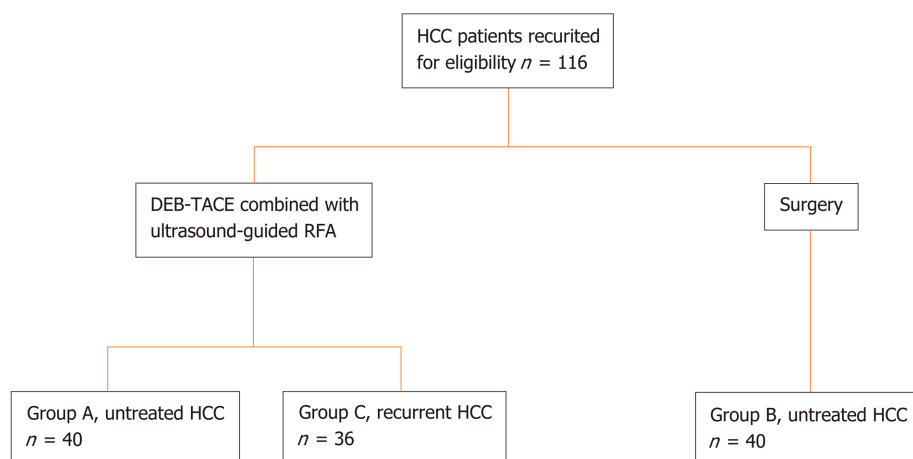 HCC patients recurited
for eligibility n = 116
DEB-TACE combined with
ultrasound-guided RFA
Surgery
Group A, untreated HCC
n = 40
Group C, recurrent HCC
n = 36
Group B, untreated HCC
n = 40